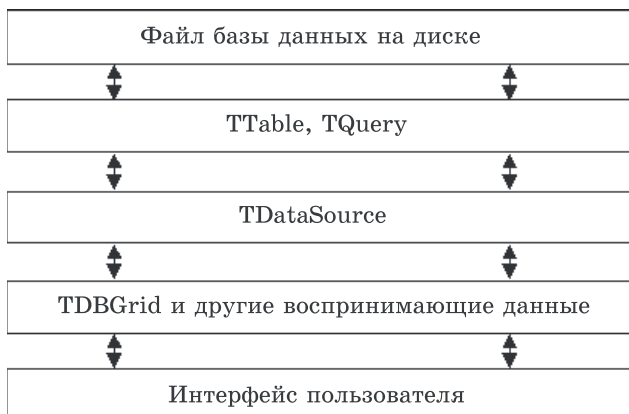 Файл базы данных на диске
TTable, TQuery
TDataSource
TDBGrid и другие воспринимающие данные
Интерфейс пользователя